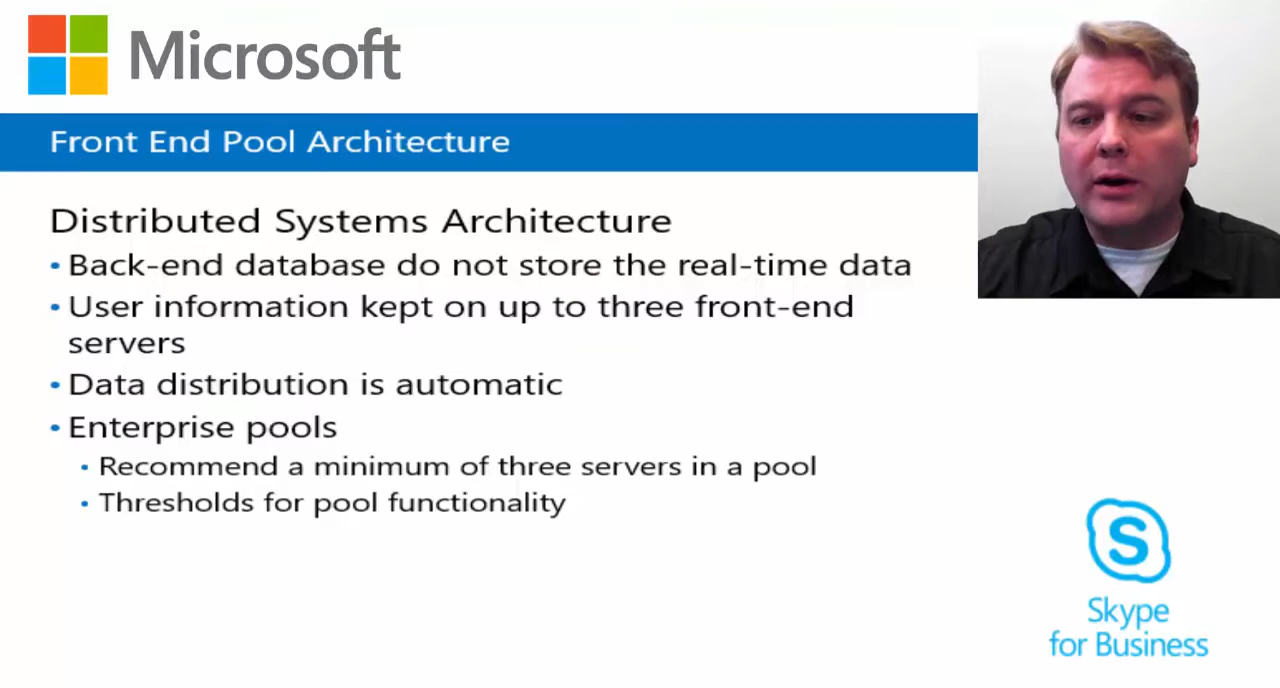 Microsoft
Front End Pool Architecture
Distributed Systems Architecture
• Back-end database do not store the real-time data
• User information kept on up to three front-end
servers
• Data distribution is automatic
• Enterprise pools
• Recommend a minimum of three servers in a pool
• Thresholds for pool functionality
S
Skype
for Business